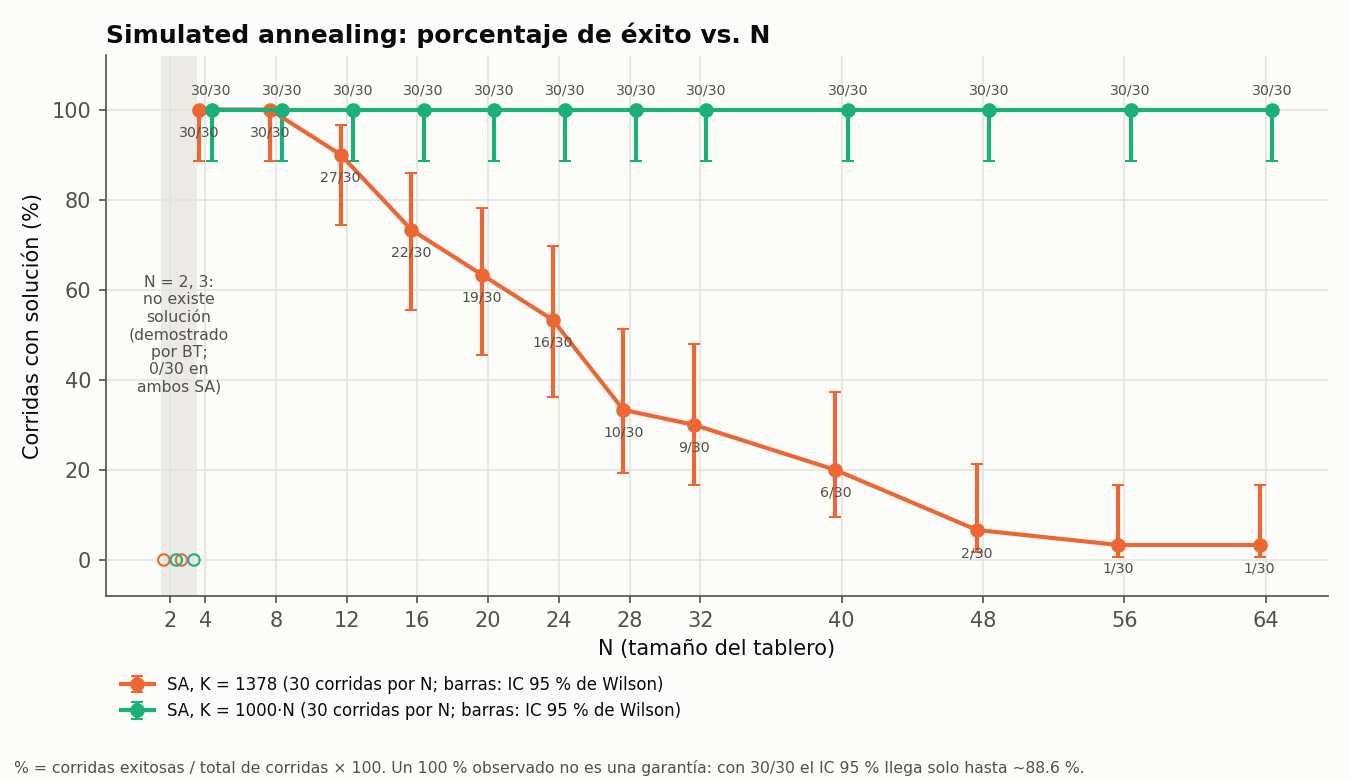 Simulated annealing: porcentaje de éxito vs. N
Corridas con solución (%)
100
80
60
40
20
0
30/30 30/30 30/30 30/30 30/30 30/30 30/30 30/30 30/30 30/30 30/30 30/30
30/30 30/30
27/30
22/30
19/30
16/30
10/30
9/30
6/30
2/30
1/30 1/30
N = 2, 3:
no existe
solución
(demostrado
por BT;
0/30 en
ambos SA)
2 4 8 12 16 20 24 28 32 40 48 56 64
N (tamaño del tablero)
SA, K = 1378 (30 corridas por N; barras: IC 95 % de Wilson)
SA, K = 1000·N (30 corridas por N; barras: IC 95 % de Wilson)
% = corridas exitosas / total de corridas × 100. Un 100 % observado no es una garantía: con 30/30 el IC 95 % llega solo hasta ~88.6 %.